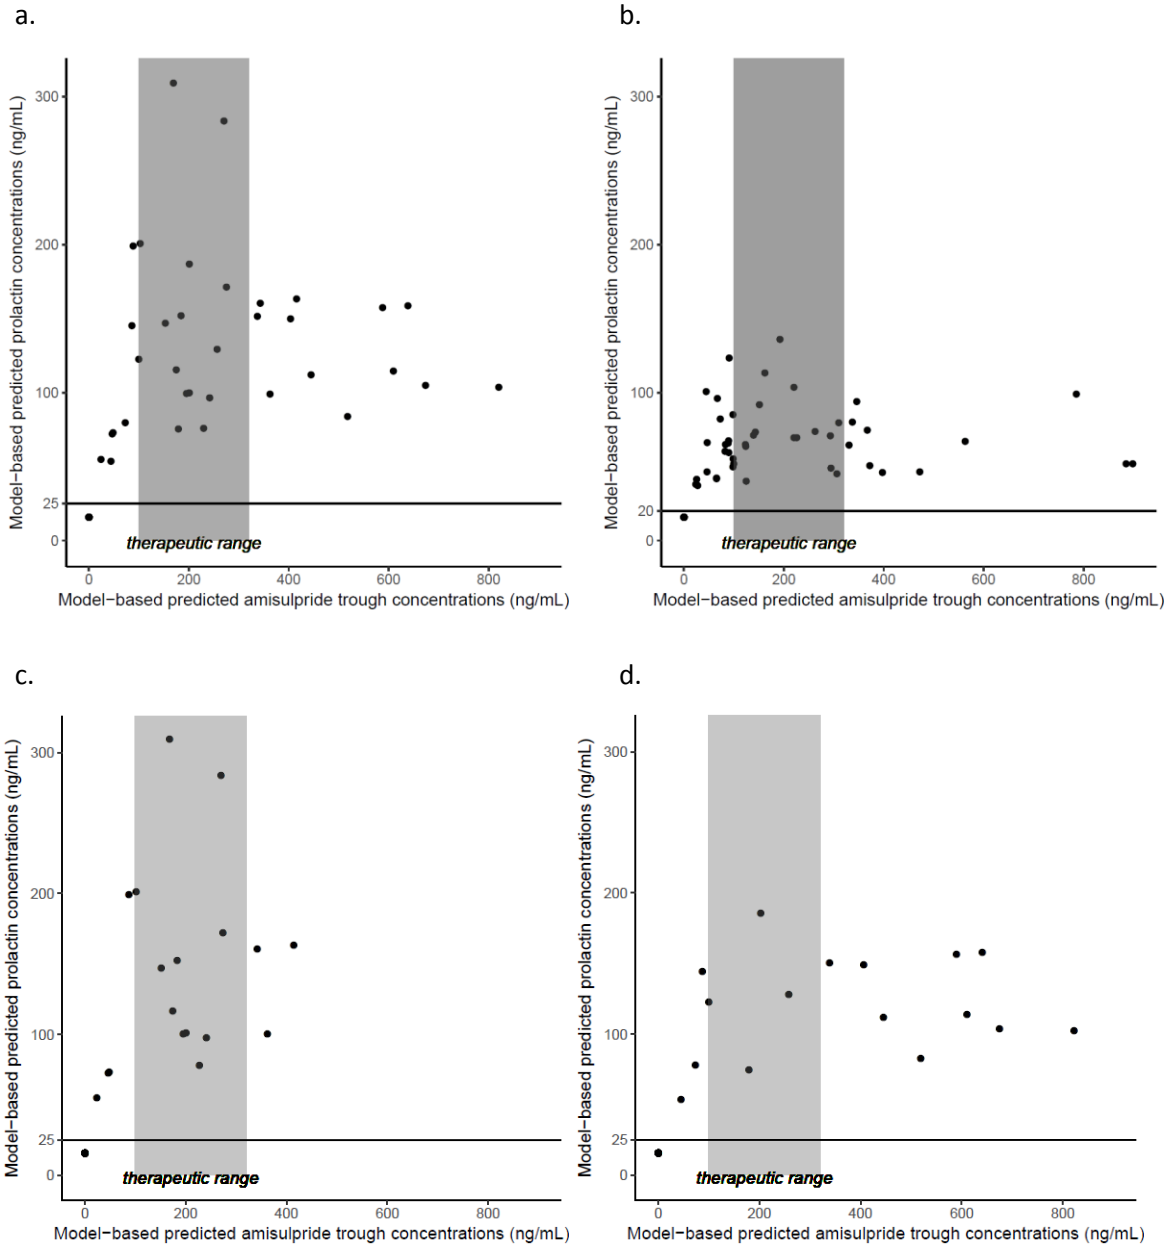 a.
Model−based predicted prolactin concentrations (ng/mL)
300
200
100
25
0
therapeutic range
0 200 400 600 800
Model−based predicted amisulpride trough concentrations (ng/mL)
b.
Model−based predicted prolactin concentrations (ng/mL)
300
200
100
20
0
therapeutic range
0 200 400 600 800
Model−based predicted amisulpride trough concentrations (ng/mL)
c.
Model−based predicted prolactin concentrations (ng/mL)
300
200
100
25
0
therapeutic range
0 200 400 600 800
Model−based predicted amisulpride trough concentrations (ng/mL)
d.
Model−based predicted prolactin concentrations (ng/mL)
300
200
100
25
0
therapeutic range
0 200 400 600 800
Model−based predicted amisulpride trough concentrations (ng/mL)